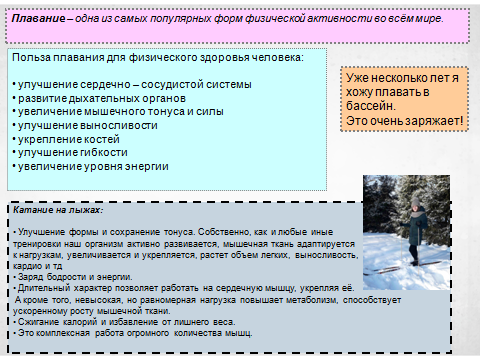 Плавание – одна из самых популярных форм физической активности во всём мире.
Польза плавания для физического здоровья человека:
• улучшение сердечно – сосудистой системы
• развитие дыхательных органов
• увеличение мышечного тонуса и силы
• улучшение выносливости
• укрепление костей
• улучшение гибкости
• увеличение уровня энергии
Уже несколько лет я
хожу плавать в
бассейн.
Это очень заряжает!
Катание на лыжах:
• Улучшение формы и сохранение тонуса. Собственно, как и любые иные
тренировки наш организм активно развивается, мышечная ткань адаптируется
к нагрузкам, увеличивается и укрепляется, растет объем легких, выносливость,
кардио и тд
• Заряд бодрости и энергии.
• Длительный характер позволяет работать на сердечную мышцу, укрепляя её.
А кроме того, невысокая, но равномерная нагрузка повышает метаболизм, способствует
ускоренному росту мышечной ткани.
• Сжигание калорий и избавление от лишнего веса.
• Это комплексная работа огромного количества мышц.